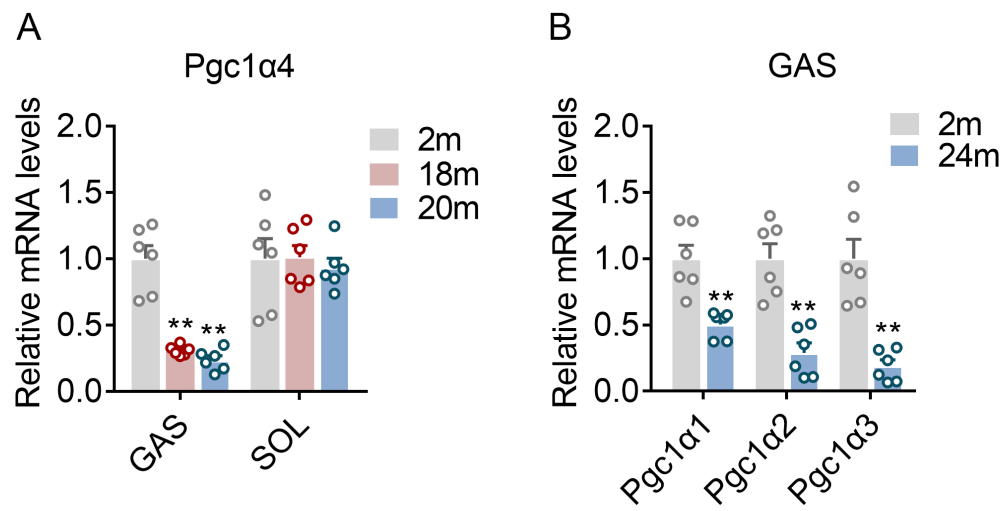 A
Pgc1α4
Relative mRNA levels
2.0
1.5
1.0
0.5
0.0
2m
18m
20m
** **
GAS
SOL
B
GAS
Relative mRNA levels
2.0
1.5
1.0
0.5
0.0
2m
24m
**
**
**
Pgc1α1
Pgc1α2
Pgc1α3